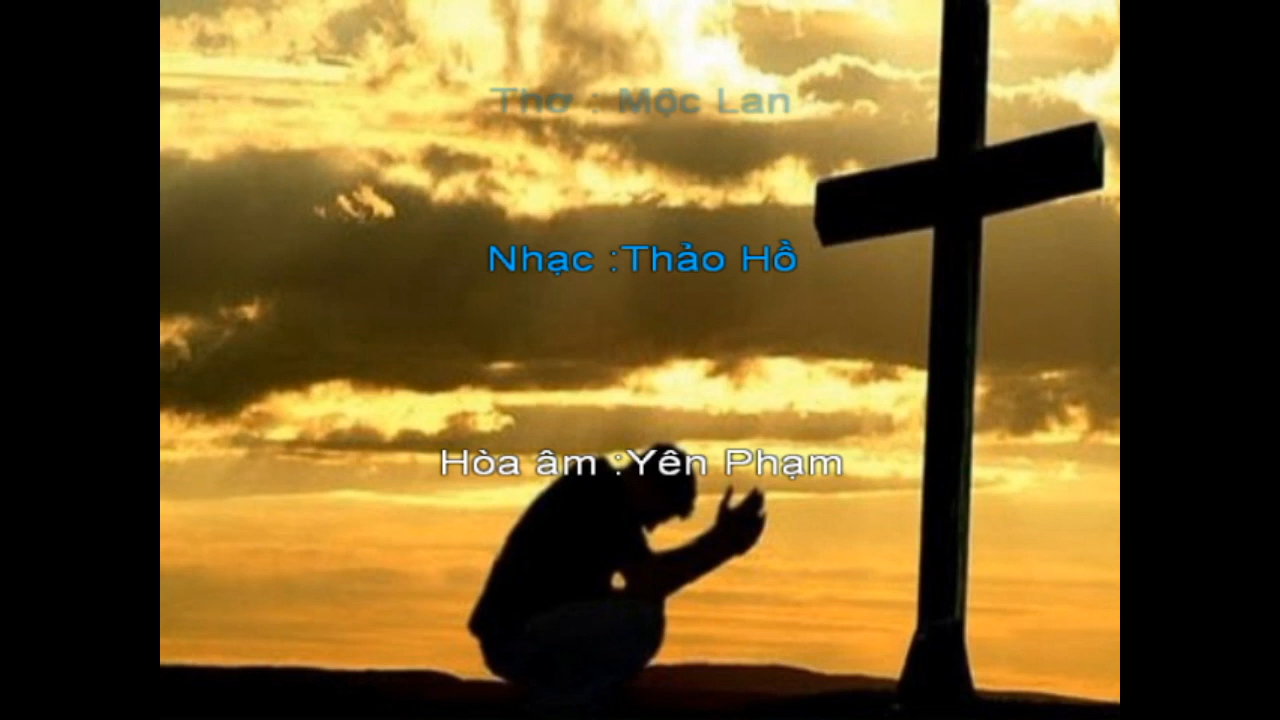 Thơ : Mộc Lan
Nhạc :Thảo Hồ
Hòa âm :Yên Phạm